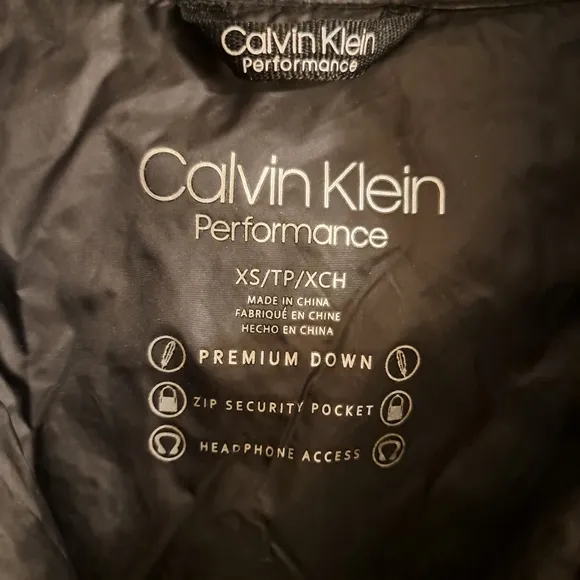 Calvin Klein
Performance
Calvin Klein
Performance
XS/TP/XCH
MADE IN CHINA
FABRIQUÉ EN CHINE
HECHO EN CHINA
PREMIUM DOWN
ZIP SECURITY POCKET
HEADPHONE ACCESS